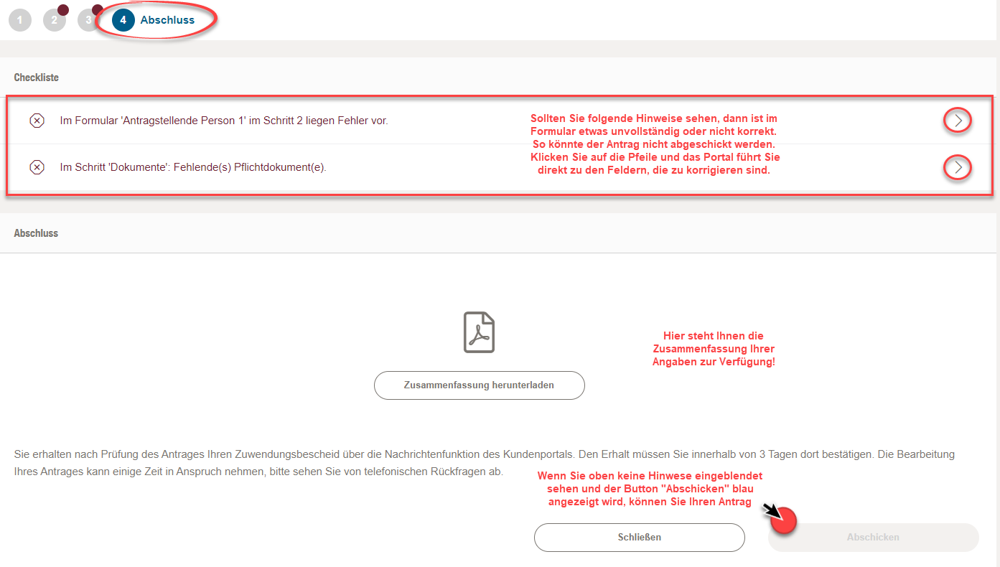 1
2
3
4 Abschluss
Checkliste
Im Formular 'Antragstellende Person 1' im Schritt 2 liegen Fehler vor.
Im Schritt 'Dokumente': Fehlende(s) Pflichtdokument(e).
Sollten Sie folgende Hinweise sehen, dann ist im
Formular etwas unvollständig oder nicht korrekt.
So könnte der Antrag nicht abgeschickt werden.
Klicken Sie auf die Pfeile und das Portal führt Sie
direkt zu den Feldern, die zu korrigieren sind.
Abschluss
Hier steht Ihnen die
Zusammenfassung Ihrer
Angaben zur Verfügung!
Zusammenfassung herunterladen
Sie erhalten nach Prüfung des Antrages Ihren Zuwendungsbescheid über die Nachrichtenfunktion des Kundenportals. Den Erhalt müssen Sie innerhalb von 3 Tagen dort bestätigen. Die Bearbeitung
Ihres Antrages kann einige Zeit in Anspruch nehmen, bitte sehen Sie von telefonischen Rückfragen ab.
Wenn Sie oben keine Hinwese eingeblendet
sehen und der Button "Abschicken" blau
angezeigt wird, können Sie Ihren Antrag
Schließen
Abschicken